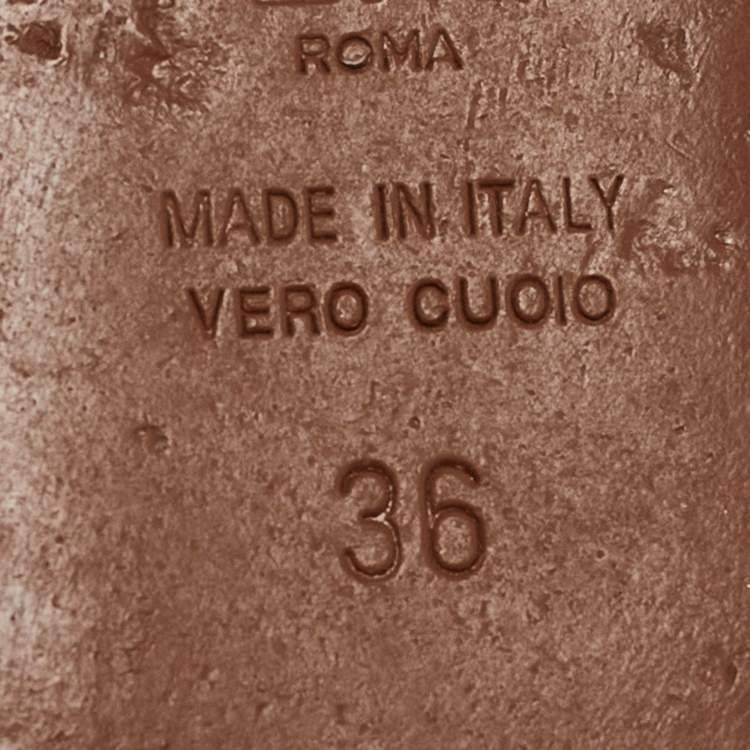 ROMA
MADE IN ITALY
VERO CUOIO
36